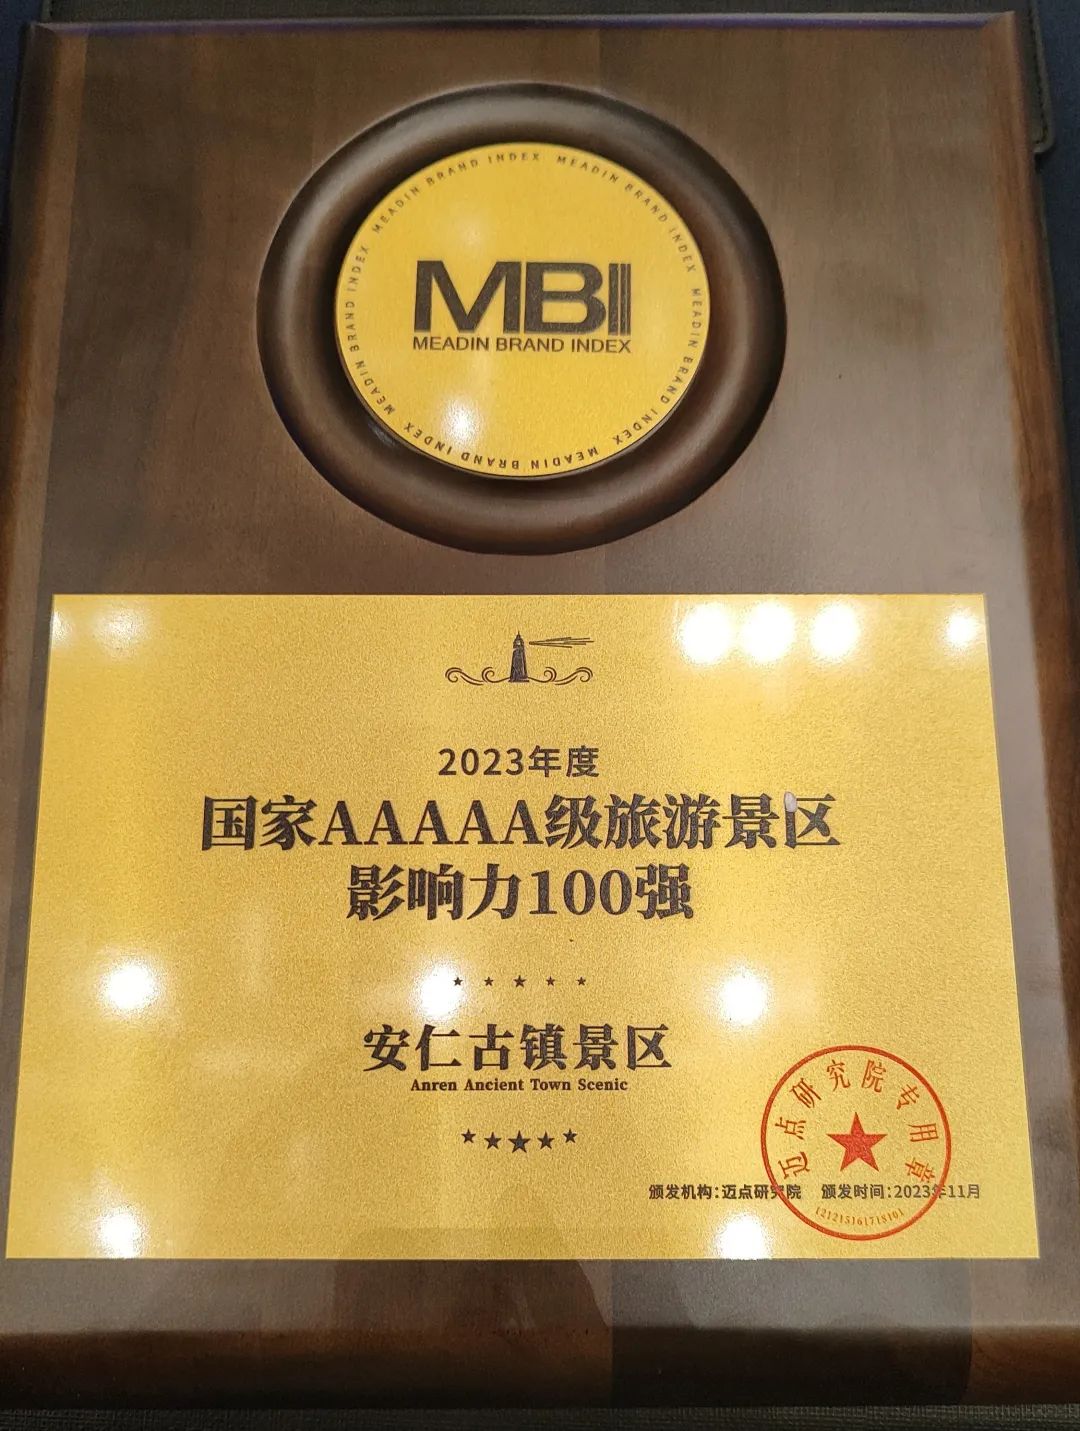 MEADIN BRAND INDEX MEADIN BRAND INDEX MEADIN BRAND INDEX MEADIN BRAND INDEX MEADIN BRAND INDEX
MBI
MEADIN BRAND INDEX
2023年度
国家AAAAA级旅游景区
影响力100强
安仁古镇景区
Anren Ancient Town Scenic
迈点研究院专用章
颁发机构：迈点研究院 颁发时间：2023年11月